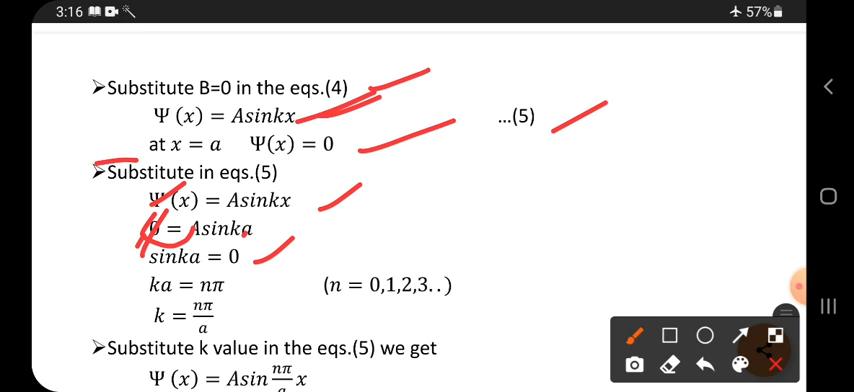 3:16 57%
➤Substitute B=0 in the eqs.(4)
Ψ (x) = Asinkx ...(5)
at x = a Ψ(x) = 0
➤Substitute in eqs.(5)
Ψ (x) = Asinkx
0 = Asinka
sinka = 0
ka = nπ (n = 0,1,2,3..)
k = nπ/a
➤Substitute k value in the eqs.(5) we get
Ψ (x) = Asin nπ/a x